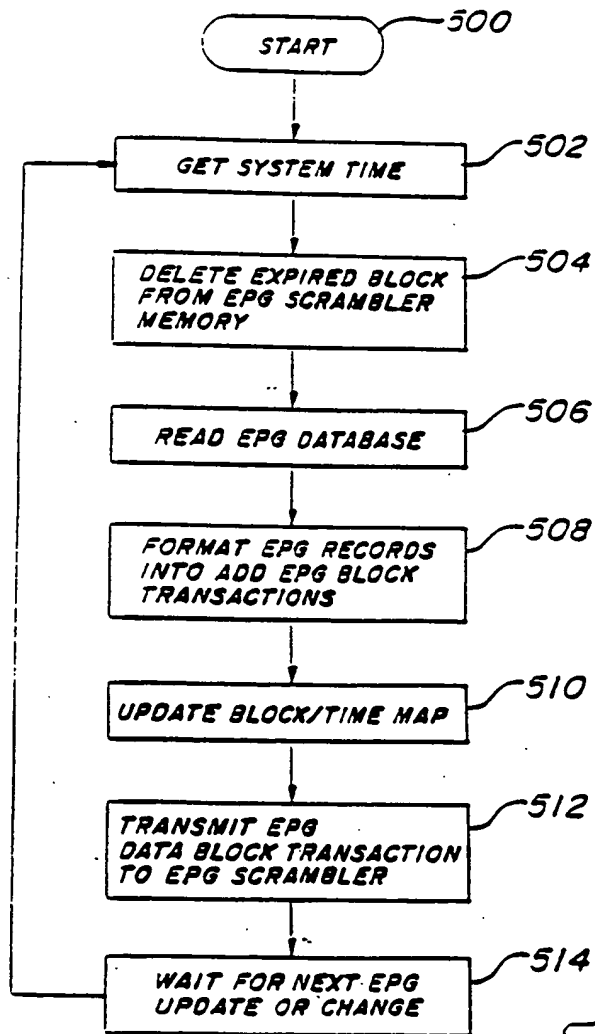 500
START
502
GET SYSTEM TIME
504
DELETE EXPIRED BLOCK
FROM EPG SCRAMBLER
MEMORY
506
READ EPG DATABASE
508
FORMAT EPG RECORDS
INTO ADD EPG BLOCK
TRANSACTIONS
510
UPDATE BLOCK/TIME MAP
512
TRANSMIT EPG
DATA BLOCK TRANSACTION
TO EPG SCRAMBLER
514
WAIT FOR NEXT EPG
UPDATE OR CHANGE